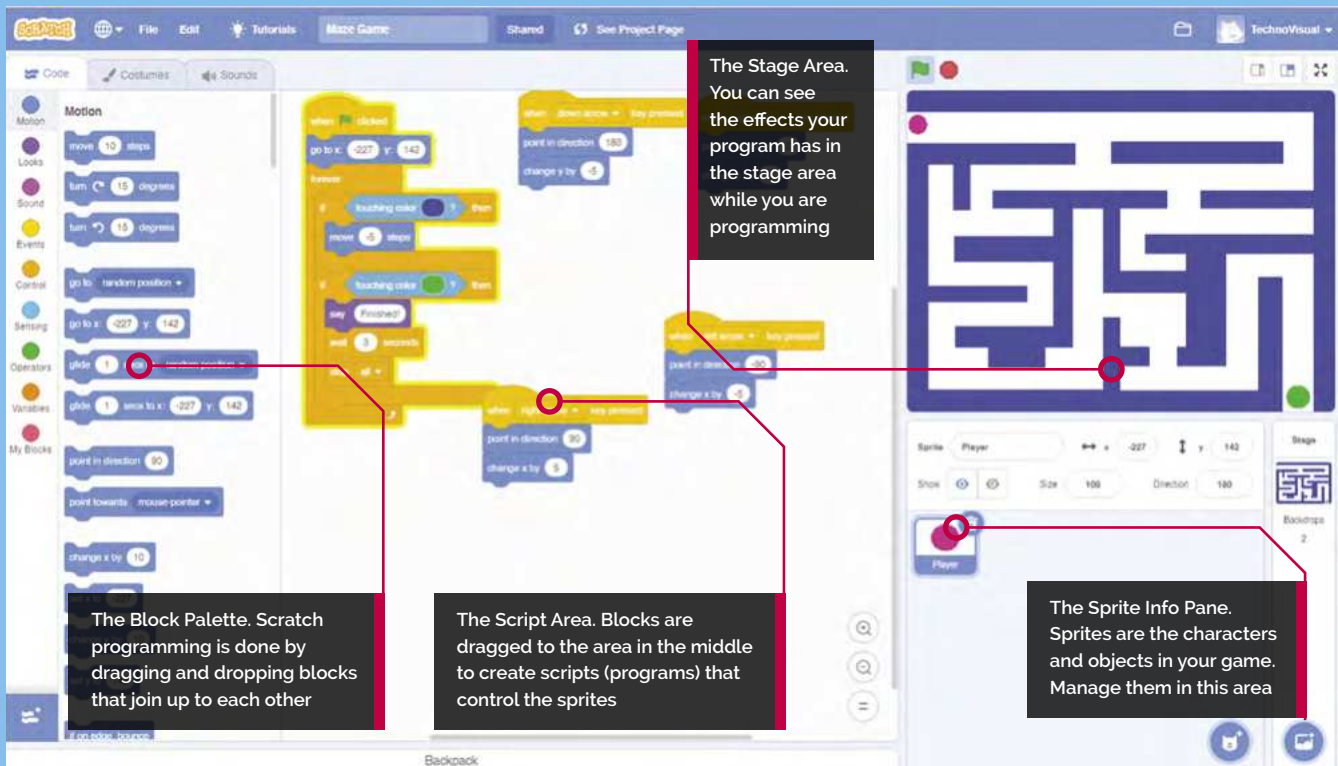 SCRATCH
File Edit Tutorials Maze Game Shared See Project Page TechnoVisual
Code Costumes Sounds
Motion
Looks
Sound
Events
Control
Sensing
Operators
Variables
My Blocks
Motion
move 10 steps
turn 15 degrees
turn 15 degrees
go to random position
go to x: -227 y: 142
glide 1 secs random position
glide 1 secs to x: -227 y: 142
point in direction 90
point towards mouse-pointer
change x by 10
if on edge, bounce
when clicked
go to x: -227 y: 142
forever
if touching color ? then
move -5 steps
if touching color ? then
say Finished!
wait 3 seconds
all
when down arrow key pressed
point in direction 180
change y by -5
when key pressed
point in direction -90
change x by -5
when key pressed
point in direction 90
change x by 5
The Stage Area.
You can see
the effects your
program has in
the stage area
while you are
programming
The Block Palette. Scratch
programming is done by
dragging and dropping blocks
that join up to each other
The Script Area. Blocks are
dragged to the area in the middle
to create scripts (programs) that
control the sprites
Sprite Player x -227 y 142
Show Size 100 Direction 180
Player
Stage
Backdrops
2
The Sprite Info Pane.
Sprites are the characters
and objects in your game.
Manage them in this area
Backpack